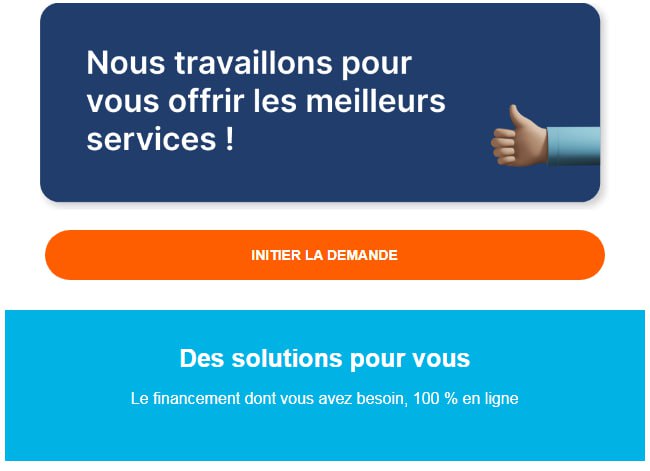 Nous travaillons pour
vous offrir les meilleurs
services !
INITIER LA DEMANDE
Des solutions pour vous
Le financement dont vous avez besoin, 100 % en ligne